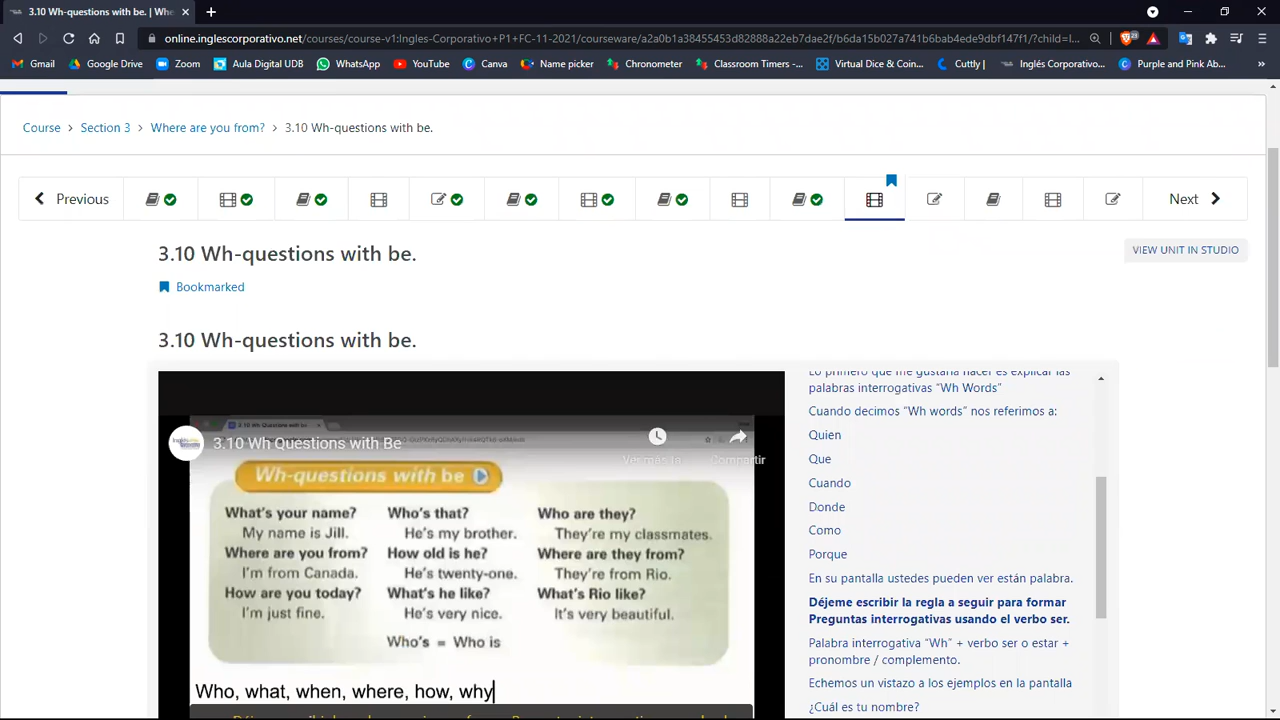 3.10 Wh-questions with be. | Whe
online.inglescorporativo.net/courses/course-v1:Ingles-Corporativo+P1+FC-11-2021/courseware/a2a0b1a38455453d82888a22eb7dae2f/b6da15b027a741b6bab4ede9dbf147f1/?child=l...
Gmail Google Drive Zoom Aula Digital UDB WhatsApp YouTube Canva Name picker Chronometer Classroom Timers -... Virtual Dice & Coin... Cuttly | Inglés Corporativo... Purple and Pink Ab... »
Course > Section 3 > Where are you from? > 3.10 Wh-questions with be.
Previous Next
3.10 Wh-questions with be.
VIEW UNIT IN STUDIO
Bookmarked
3.10 Wh-questions with be.
3.10 Wh Questions with Be
Compartir
Wh-questions with be
What's your name? Who's that? Who are they?
My name is Jill. He's my brother. They're my classmates.
Where are you from? How old is he? Where are they from?
I'm from Canada. He's twenty-one. They're from Rio.
How are you today? What's he like? What's Rio like?
I'm just fine. He's very nice. It's very beautiful.
Who's = Who is
Who, what, when, where, how, why
Lo primero que me gustaría hacer es explicar las
palabras interrogativas “Wh Words”
Cuando decimos “Wh words” nos referimos a:
Quien
Que
Cuando
Donde
Como
Porque
En su pantalla ustedes pueden ver están palabra.
Déjeme escribir la regla a seguir para formar
Preguntas interrogativas usando el verbo ser.
Palabra interrogativa “Wh” + verbo ser o estar +
pronombre / complemento.
Echemos un vistazo a los ejemplos en la pantalla
¿Cuál es tu nombre?